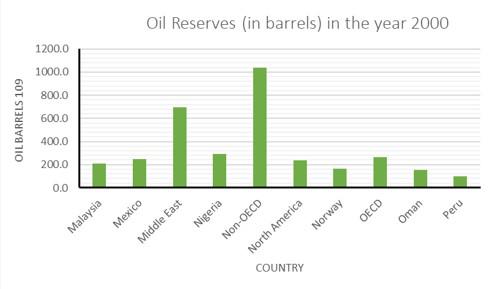 Oil Reserves (in barrels) in the year 2000
OIL BARRELS 109
1200.0
1000.0
800.0
600.0
400.0
200.0
0.0
Malaysia
Mexico
Middle East
Nigeria
Non-OECD
North America
Norway
OECD
Oman
Peru
COUNTRY